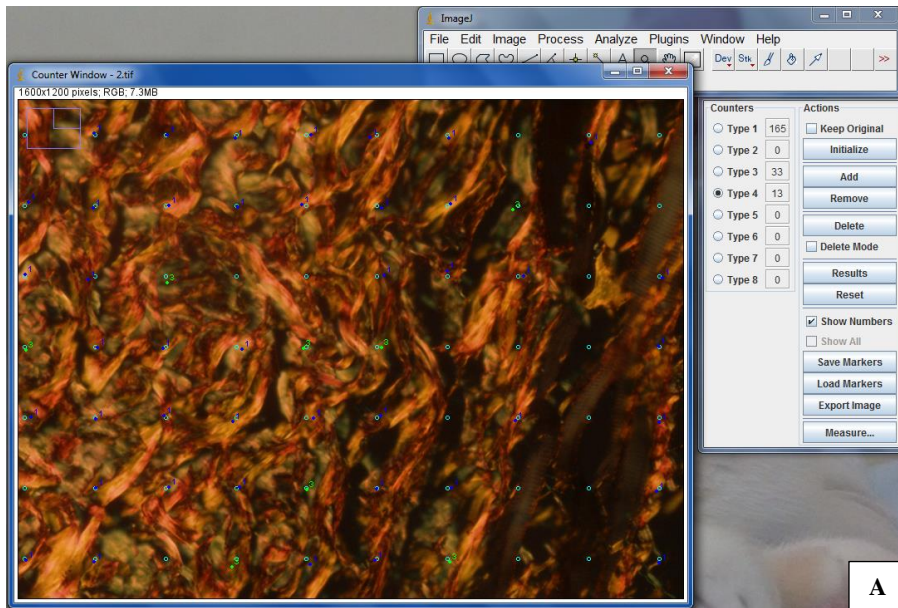 ImageJ
File Edit Image Process Analyze Plugins Window Help
A Dev Stk >>
Counter Window - 2.tif
1600x1200 pixels; RGB; 7.3MB
Counters
Type 1 165
Type 2 0
Type 3 33
Type 4 13
Type 5 0
Type 6 0
Type 7 0
Type 8 0
Actions
Keep Original
Initialize
Add
Remove
Delete
Delete Mode
Results
Reset
Show Numbers
Show All
Save Markers
Load Markers
Export Image
Measure...
A